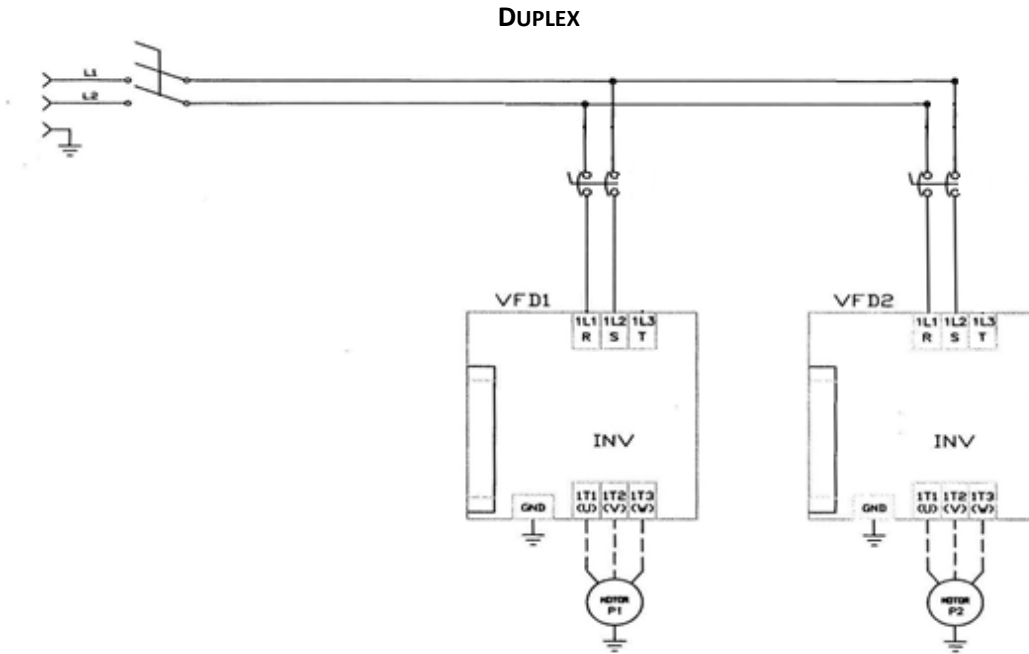 DUPLEX
L1
L2
VFD1
VFD2
1L1 1L2 1L3
R S T
1L1 1L2 1L3
R S T
INV
INV
GND
1T1 1T2 1T3
(U) (V) (W)
GND
1T1 1T2 1T3
(U) (V) (W)
MOTOR
P1
MOTOR
P2